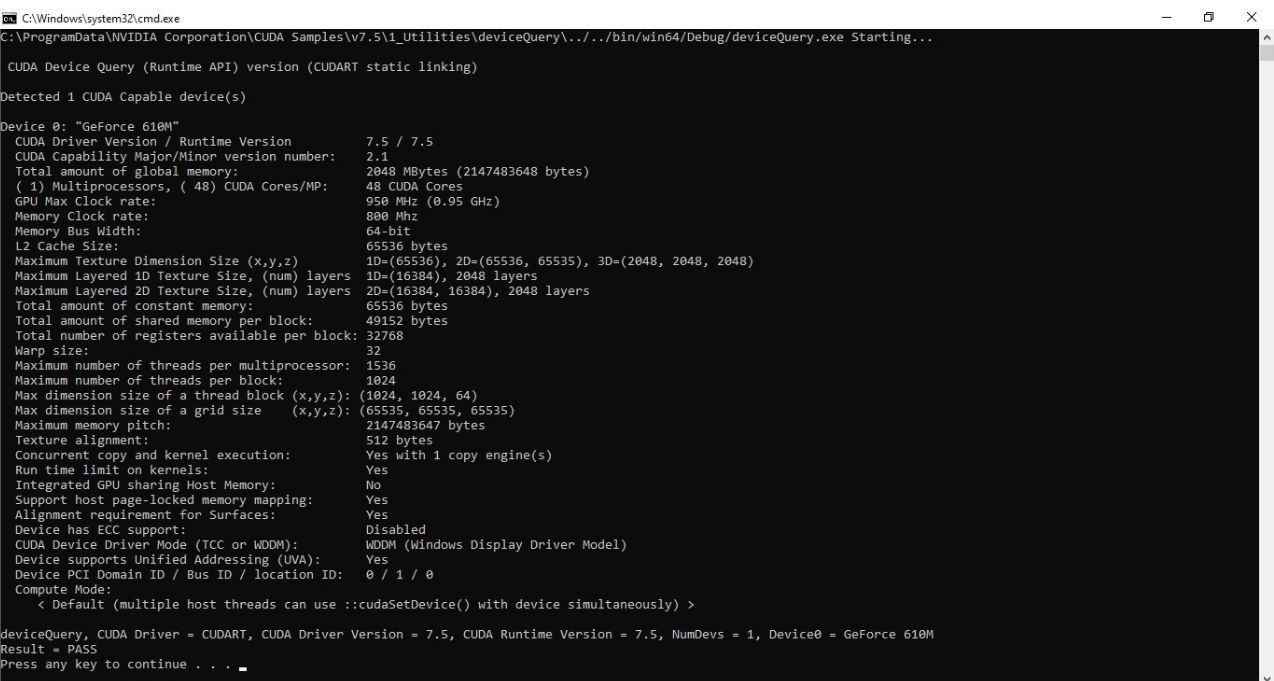 C:\Windows\system32\cmd.exe
C:\ProgramData\NVIDIA Corporation\CUDA Samples\v7.5\1_Utilities\deviceQuery\../../bin/win64/Debug/deviceQuery.exe Starting...
CUDA Device Query (Runtime API) version (CUDART static linking)
Detected 1 CUDA Capable device(s)
Device 0: "GeForce 610M"
CUDA Driver Version / Runtime Version 7.5 / 7.5
CUDA Capability Major/Minor version number: 2.1
Total amount of global memory: 2048 MBytes (2147483648 bytes)
( 1) Multiprocessors, ( 48) CUDA Cores/MP: 48 CUDA Cores
GPU Max Clock rate: 950 MHz (0.95 GHz)
Memory Clock rate: 800 Mhz
Memory Bus Width: 64-bit
L2 Cache Size: 65536 bytes
Maximum Texture Dimension Size (x,y,z) 1D=(65536), 2D=(65536, 65535), 3D=(2048, 2048, 2048)
Maximum Layered 1D Texture Size, (num) layers 1D=(16384), 2048 layers
Maximum Layered 2D Texture Size, (num) layers 2D=(16384, 16384), 2048 layers
Total amount of constant memory: 65536 bytes
Total amount of shared memory per block: 49152 bytes
Total number of registers available per block: 32768
Warp size: 32
Maximum number of threads per multiprocessor: 1536
Maximum number of threads per block: 1024
Max dimension size of a thread block (x,y,z): (1024, 1024, 64)
Max dimension size of a grid size (x,y,z): (65535, 65535, 65535)
Maximum memory pitch: 2147483647 bytes
Texture alignment: 512 bytes
Concurrent copy and kernel execution: Yes with 1 copy engine(s)
Run time limit on kernels: Yes
Integrated GPU sharing Host Memory: No
Support host page-locked memory mapping: Yes
Alignment requirement for Surfaces: Yes
Device has ECC support: Disabled
CUDA Device Driver Mode (TCC or WDDM): WDDM (Windows Display Driver Model)
Device supports Unified Addressing (UVA): Yes
Device PCI Domain ID / Bus ID / location ID: 0 / 1 / 0
Compute Mode:
< Default (multiple host threads can use ::cudaSetDevice() with device simultaneously) >
deviceQuery, CUDA Driver = CUDART, CUDA Driver Version = 7.5, CUDA Runtime Version = 7.5, NumDevs = 1, Device0 = GeForce 610M
Result = PASS
Press any key to continue . . .